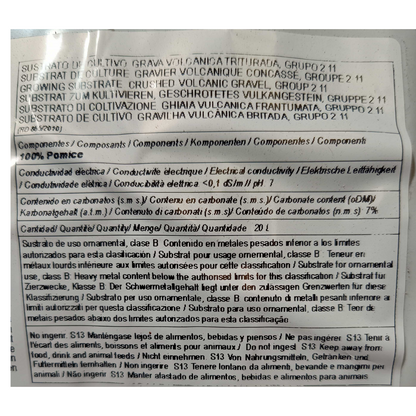 SUSTRATO DE CULTIVO GRAVA VOLCANICA TRITURADA, GRUPO 2 11
SUBSTRAT DE CULTURE GRAVIER VOLCANIQUE CONCASSÉ, GROUPE 2 11
GROWING SUBSTRATE CRUSHED VOLCANIC GRAVEL, GROUP 2 11
SUBSTRAT ZUM KULTIVIEREN, GESCHROTETES VULKANGESTEIN, GRUPPE 2 11
SUBSTRATO DI COLTIVAZIONE GHIAIA VULCANICA FRANTUMATA, GRUPPO 2 11
SUBSTRATO DE CULTIVO GRAVILHA VULCANICA BRITADA, GRUPO 2 11
(RD 865/2010)
Componentes / Composants / Components / Komponenten / Componentes / Component
100% Pomice
Conductividad eléctrica / Conductivité électrique / Electrical conductivity / Elektrische Leitfähigkeit
/ Condutividade elétrica / Conducibilità elettrica <0,1 dS/m // pH 7
Contenido en carbonatos (s.m.s)/ Contenu en carbonate (s.m.s)/ Carbonate content (oDM)/
Karbonatgehalt (a.t.m.) / Contenuto di carbonati (s.m.s)/ Conteúdo de carbonatos (n.m.s) 7%
Cantidad/ Quantité/ Quantity/ Menge/ Quantità/ Quantidade 20 L
Sustrato de uso ornamental, clase B Contenido en metales pesados inferior a los limites
autorizados para esta clasificación / Substrat pour usage ornemental, classe B Teneur en
métaux lourds inférieure aux limites autorisées pour cette classification / Substrate for ornamental
use, class B: Heavy metal content below the authorised limits for this classification / Substrat für
Zierzwecke, Klasse B. Der Schwermetallgehalt liegt unter den zulässigen Grenzwerten für diese
Klassifizierung / Substrato per uso ornamentale, classe B contenuto di metalli pesanti inferiore ai
limiti autorizzati per questa classificazione / Substrato para uso ornamental, classe B Teor de
metais pesados abaixo dos limites autorizados para esta classificação
No ingerir. S13 Manténgase lejos de alimentos, bebidas y piensos / Ne pas ingérer S13 Tenir à
l'écart des aliments, boissons et aliments pour animaux / Do not ingest S13 Keep away from
food, drink and animal feeds / Nicht einnehmen. S13 Von Nahrungsmitteln, Getränken und
Futtermitteln fernhalten / Non ingerire S13 Tenere lontano da alimenti, bevande e mangimi per
animali / Não ingerir S13 Manter afastado de alimentos, bebidas e alimentos para animais